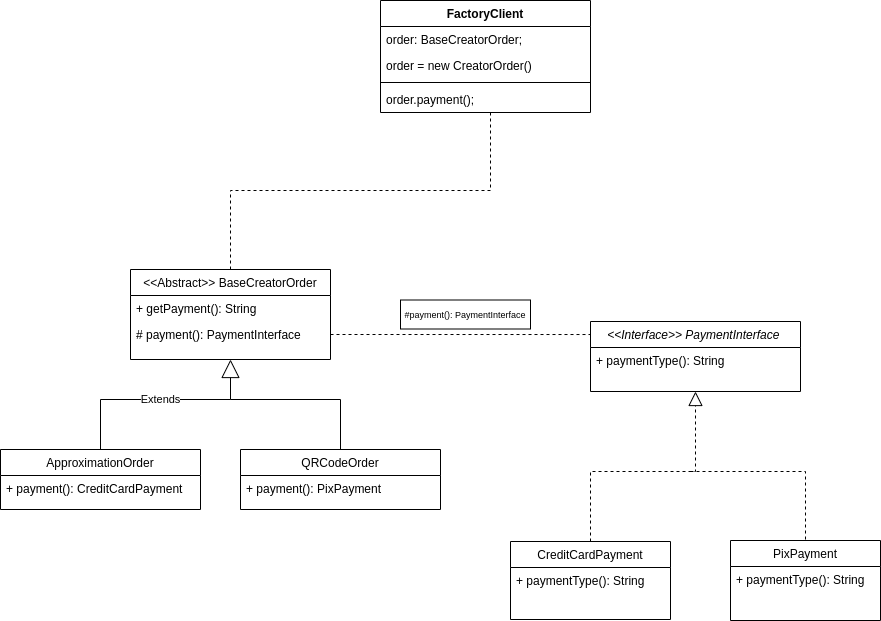 FactoryClient
order: BaseCreatorOrder;
order = new CreatorOrder()
order.payment();
<<Abstract>> BaseCreatorOrder
+ getPayment(): String
# payment(): PaymentInterface
#payment(): PaymentInterface
<<Interface>> PaymentInterface
+ paymentType(): String
Extends
ApproximationOrder
+ payment(): CreditCardPayment
QRCodeOrder
+ payment(): PixPayment
CreditCardPayment
+ paymentType(): String
PixPayment
+ paymentType(): String